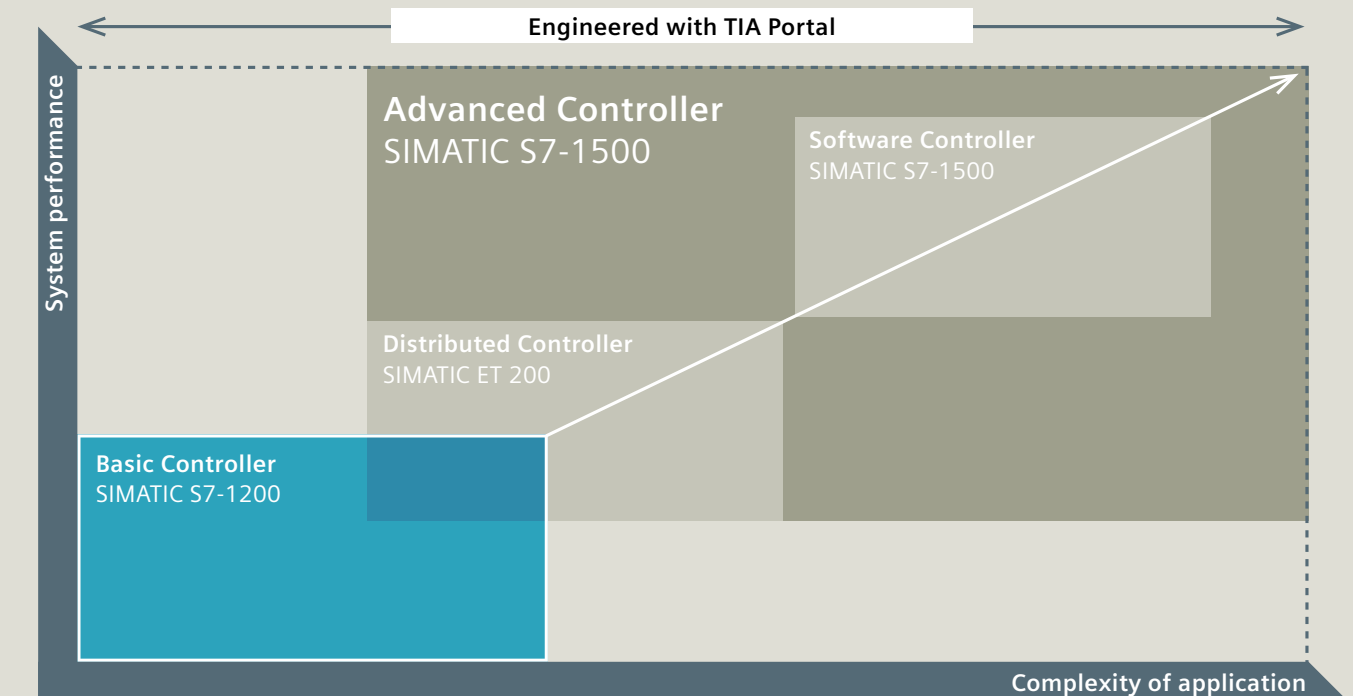 Engineered with TIA Portal
System performance
Advanced Controller
SIMATIC S7-1500
Software Controller
SIMATIC S7-1500
Distributed Controller
SIMATIC ET 200
Basic Controller
SIMATIC S7-1200
Complexity of application